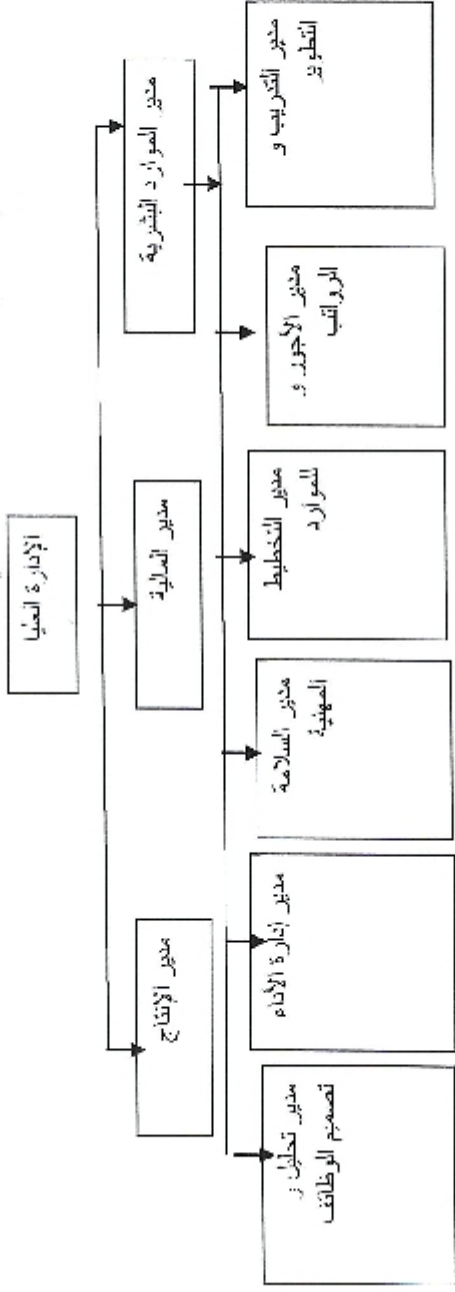 الإدارة العليا
مدير الموارد البشرية
مدير المالية
مدير الإنتاج
مدير التدريب و
التطوير
مدير الأجور و
الرواتب
مدير التخطيط
للموارد
مدير السلامة
المهنية
مدير إدارة الأداء
مدير تحليل و
تصميم الوظائف